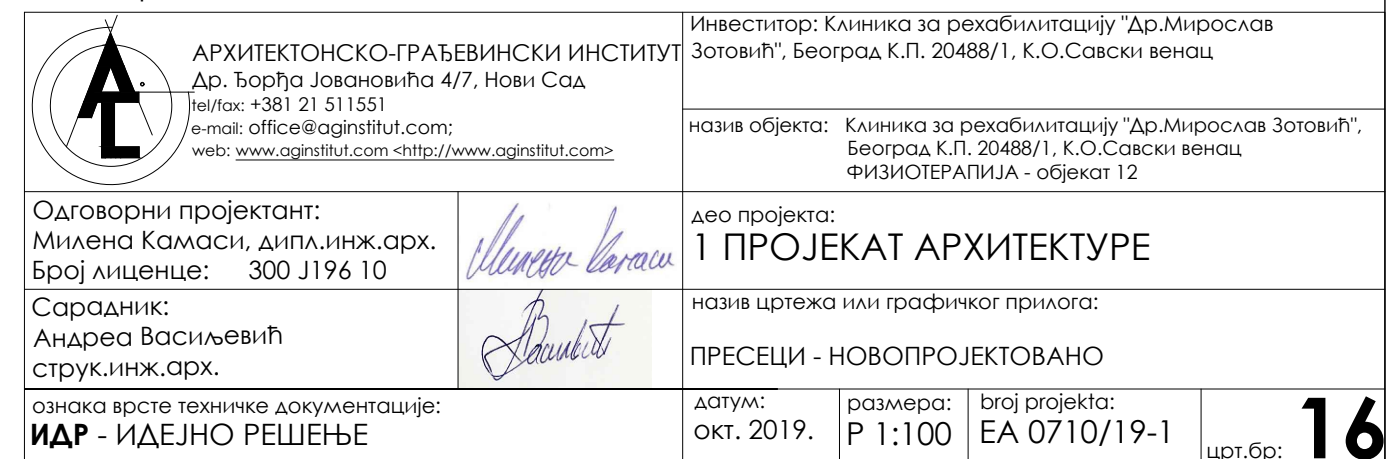 АРХИТЕКТОНСКО-ГРАЂЕВИНСКИ ИНСТИТУТ
Др. Ђорђа Јовановића 4/7, Нови Сад
tel/fax: +381 21 511551
e-mail: office@aginstitut.com;
web: www.aginstitut.com <http://www.aginstitut.com>
Инвеститор: Клиника за рехабилитацију "Др.Мирослав
Зотовић", Београд К.П. 20488/1, К.О.Савски венац
назив објекта: Клиника за рехабилитацију "Др.Мирослав Зотовић",
Београд К.П. 20488/1, К.О.Савски венац
ФИЗИОТЕРАПИЈА - објекат 12
Одговорни пројектант:
Милена Камаси, дипл.инж.арх.
Број лиценце: 300 Ј196 10
Милена Камаси
део пројекта:
1 ПРОЈЕКАТ АРХИТЕКТУРЕ
Сарадник:
Андреа Васиљевић
струк.инж.арх.
назив цртежа или графичког прилога:
ПРЕСЕЦИ - НОВОПРОЈЕКТОВАНО
ознака врсте техничке документације:
ИДР - ИДЕЈНО РЕШЕЊЕ
датум:
окт. 2019.
размера:
Р 1:100
broj projekta:
ЕА 0710/19-1
црт.бр: 16